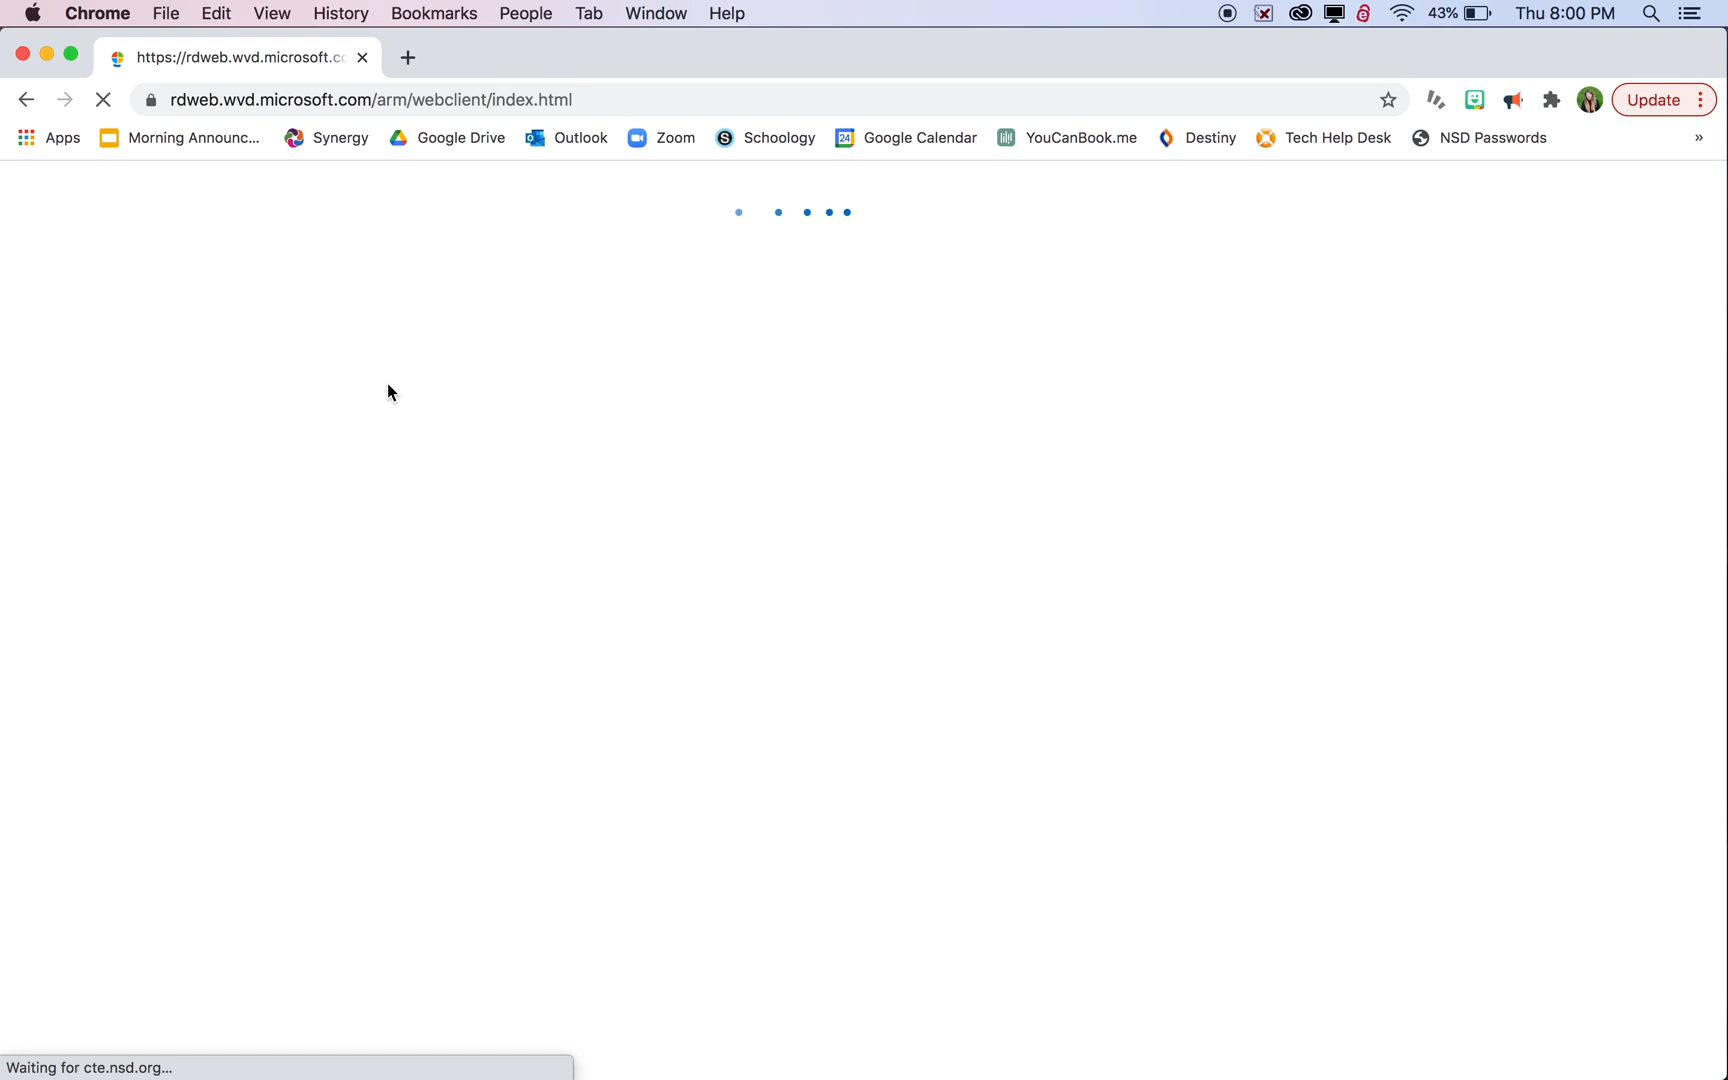 Chrome File Edit View History Bookmarks People Tab Window Help 43% Thu 8:00 PM
https://rdweb.wvd.microsoft.cc
rdweb.wvd.microsoft.com/arm/webclient/index.html Update
Apps Morning Announc... Synergy Google Drive Outlook Zoom Schoology 24 Google Calendar YouCanBook.me Destiny Tech Help Desk NSD Passwords »
Waiting for cte.nsd.org...